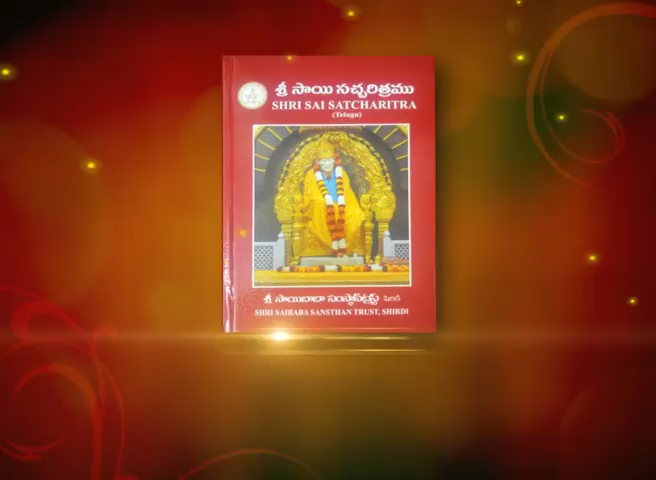 శ్రీ సాయి సచ్చరిత్రము
SHRI SAI SATCHARITRA
(Telugu)
శ్రీ సాయిబాబా సంస్థాన్‌ట్రస్ట్ షిరిడి
SHRI SAIBABA SANSTHAN TRUST, SHIRDI